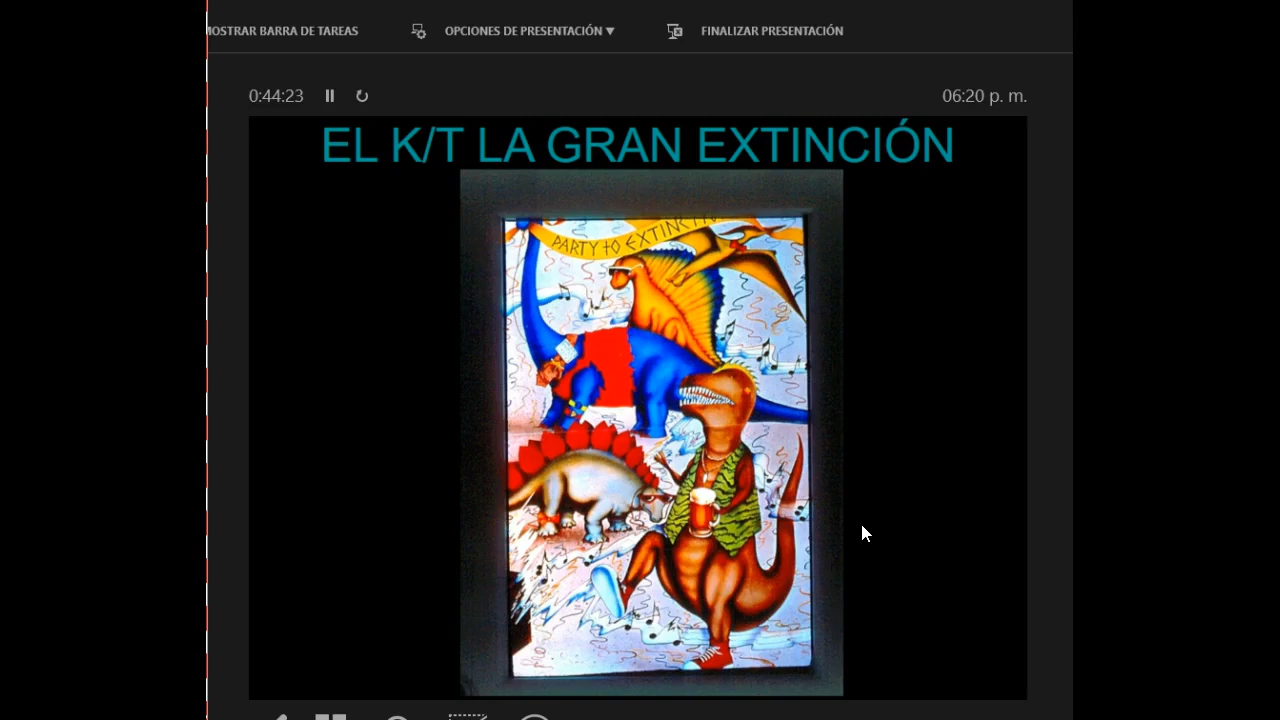 MOSTRAR BARRA DE TAREAS
OPCIONES DE PRESENTACIÓN ▼
FINALIZAR PRESENTACIÓN
0:44:23
06:20 p. m.
EL K/T LA GRAN EXTINCIÓN
PARTY TO EXTINCTION